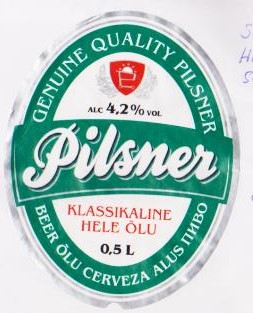 GENUINE QUALITY PILSNER
ALC 4,2% VOL
Pilsner
KLASSIKALINE
HELE ÕLU
0,5 L
BEER ÕLU CERVEZA ALUS ПИВО